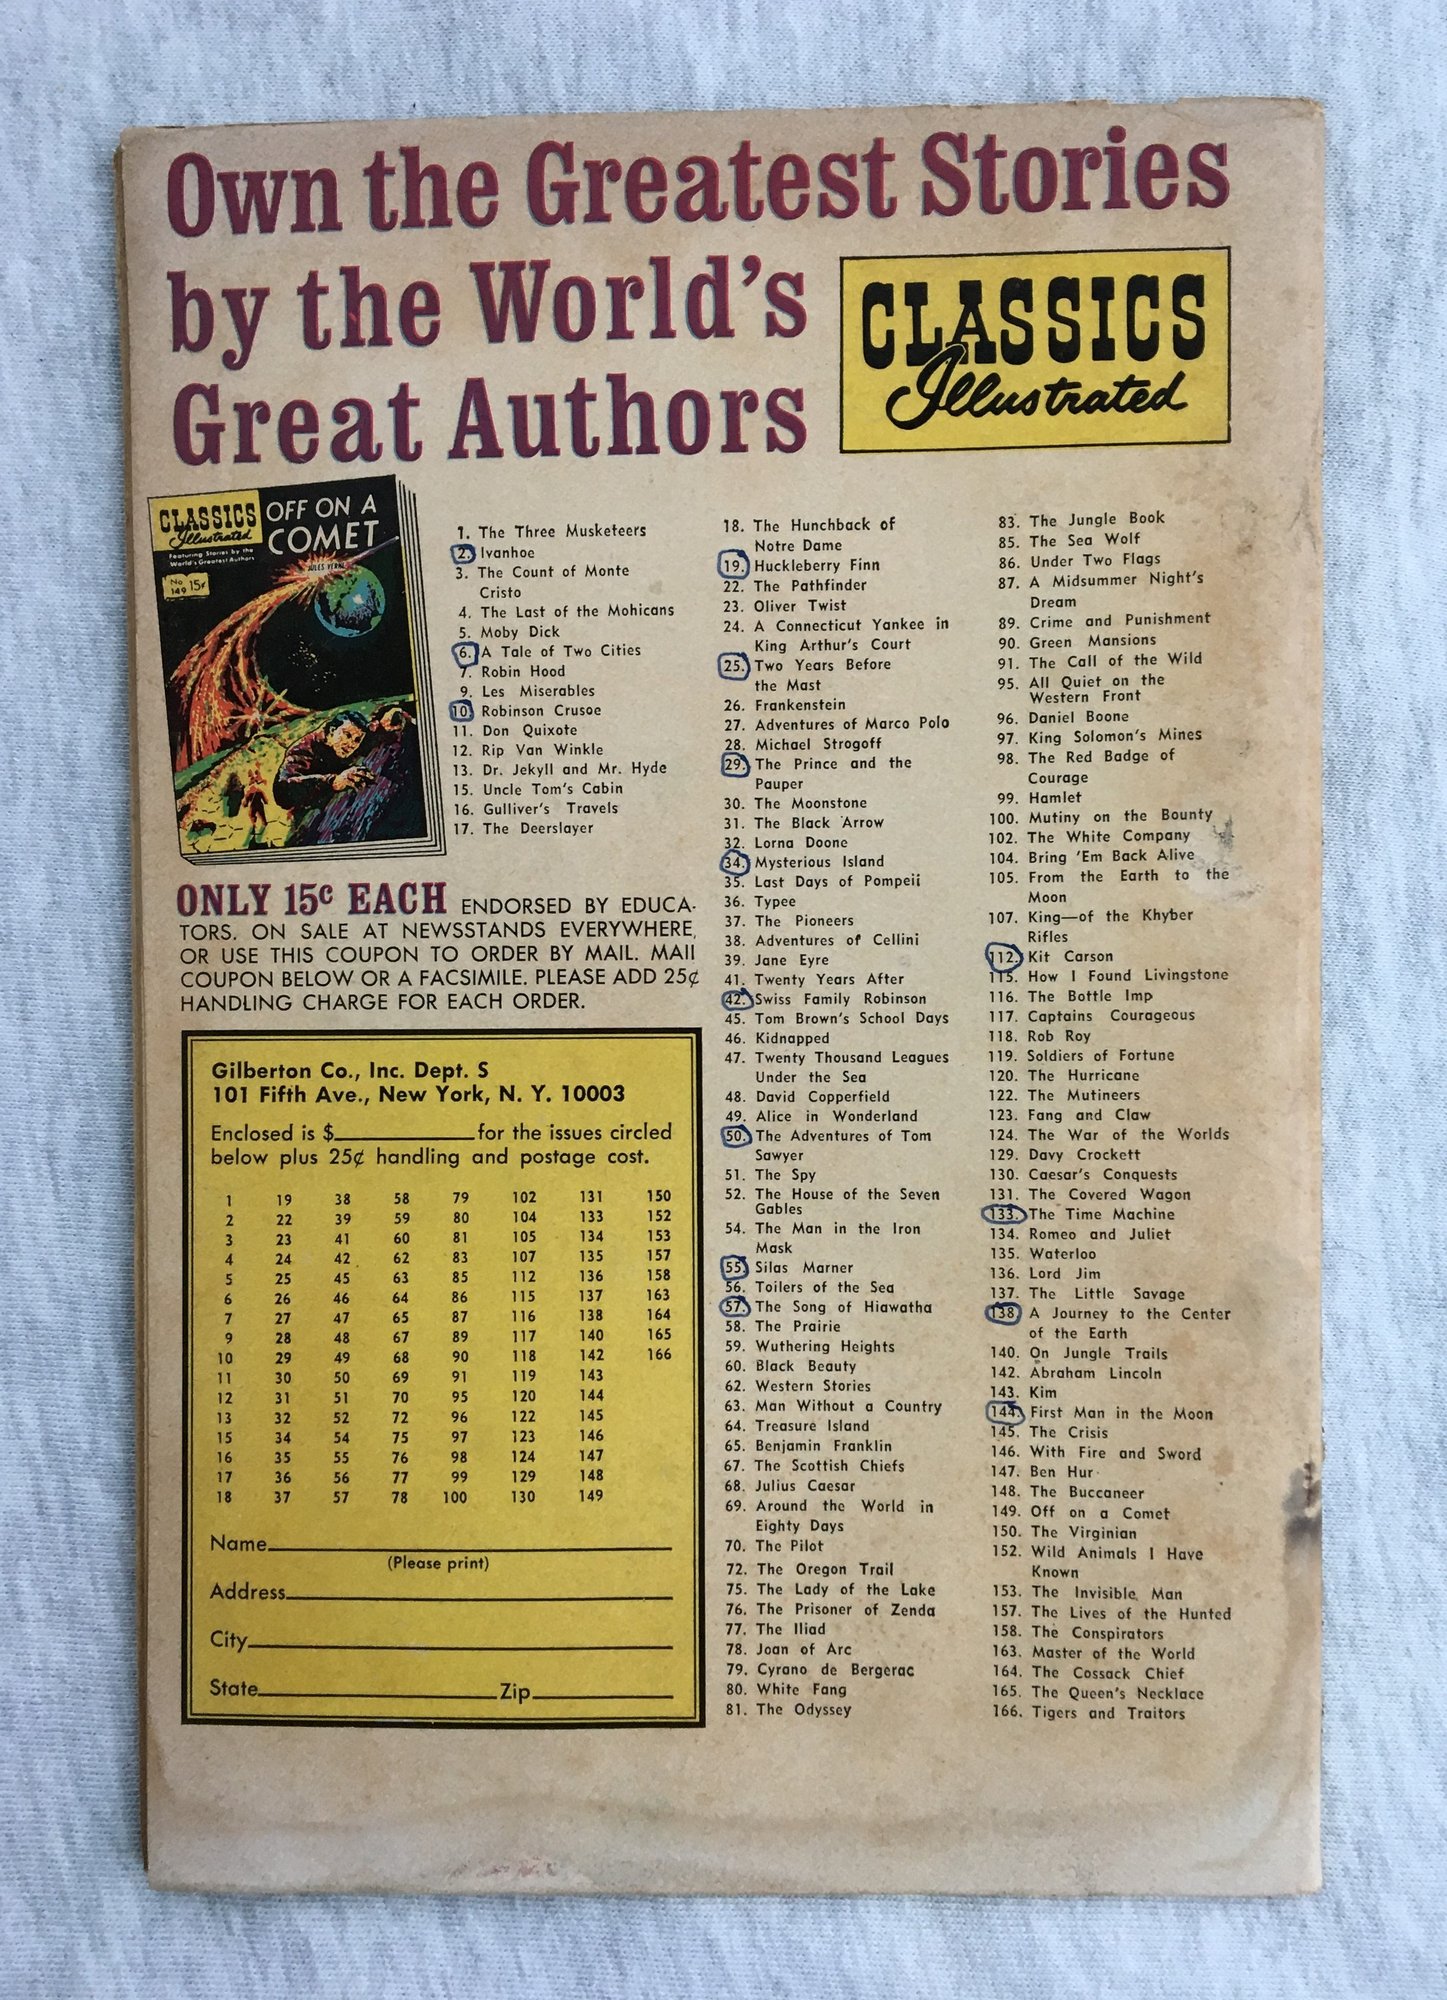 Own the Greatest Stories
by the World's
Great Authors
CLASSICS
Illustrated
CLASSICS
Illustrated
Featuring Stories by the
World's Greatest Authors
No
149 15¢
OFF ON A
COMET
JULES VERNE
1. The Three Musketeers
2. Ivanhoe
3. The Count of Monte
Cristo
4. The Last of the Mohicans
5. Moby Dick
6. A Tale of Two Cities
7. Robin Hood
9. Les Miserables
10. Robinson Crusoe
11. Don Quixote
12. Rip Van Winkle
13. Dr. Jekyll and Mr. Hyde
15. Uncle Tom's Cabin
16. Gulliver's Travels
17. The Deerslayer
ONLY 15¢ EACH ENDORSED BY EDUCA-
TORS. ON SALE AT NEWSSTANDS EVERYWHERE,
OR USE THIS COUPON TO ORDER BY MAIL. MAIL
COUPON BELOW OR A FACSIMILE. PLEASE ADD 25¢
HANDLING CHARGE FOR EACH ORDER.
Gilberton Co., Inc. Dept. S
101 Fifth Ave., New York, N. Y. 10003
Enclosed is $ for the issues circled
below plus 25¢ handling and postage cost.
1 19 38 58 79 102 131 150
2 22 39 59 80 104 133 152
3 23 41 60 81 105 134 153
4 24 42 62 83 107 135 157
5 25 45 63 85 112 136 158
6 26 46 64 86 115 137 163
7 27 47 65 87 116 138 164
9 28 48 67 89 117 140 165
10 29 49 68 90 118 142 166
11 30 50 69 91 119 143
12 31 51 70 95 120 144
13 32 52 72 96 122 145
15 34 54 75 97 123 146
16 35 55 76 98 124 147
17 36 56 77 99 129 148
18 37 57 78 100 130 149
Name
(Please print)
Address
City
State Zip
18. The Hunchback of
Notre Dame
19. Huckleberry Finn
22. The Pathfinder
23. Oliver Twist
24. A Connecticut Yankee in
King Arthur's Court
25. Two Years Before
the Mast
26. Frankenstein
27. Adventures of Marco Polo
28. Michael Strogoff
29. The Prince and the
Pauper
30. The Moonstone
31. The Black Arrow
32. Lorna Doone
34. Mysterious Island
35. Last Days of Pompeii
36. Typee
37. The Pioneers
38. Adventures of Cellini
39. Jane Eyre
41. Twenty Years After
42. Swiss Family Robinson
45. Tom Brown's School Days
46. Kidnapped
47. Twenty Thousand Leagues
Under the Sea
48. David Copperfield
49. Alice in Wonderland
50. The Adventures of Tom
Sawyer
51. The Spy
52. The House of the Seven
Gables
54. The Man in the Iron
Mask
55. Silas Marner
56. Toilers of the Sea
57. The Song of Hiawatha
58. The Prairie
59. Wuthering Heights
60. Black Beauty
62. Western Stories
63. Man Without a Country
64. Treasure Island
65. Benjamin Franklin
67. The Scottish Chiefs
68. Julius Caesar
69. Around the World in
Eighty Days
70. The Pilot
72. The Oregon Trail
75. The Lady of the Lake
76. The Prisoner of Zenda
77. The Iliad
78. Joan of Arc
79. Cyrano de Bergerac
80. White Fang
81. The Odyssey
83. The Jungle Book
85. The Sea Wolf
86. Under Two Flags
87. A Midsummer Night's
Dream
89. Crime and Punishment
90. Green Mansions
91. The Call of the Wild
95. All Quiet on the
Western Front
96. Daniel Boone
97. King Solomon's Mines
98. The Red Badge of
Courage
99. Hamlet
100. Mutiny on the Bounty
102. The White Company
104. Bring 'Em Back Alive
105. From the Earth to the
Moon
107. King—of the Khyber
Rifles
112. Kit Carson
115. How I Found Livingstone
116. The Bottle Imp
117. Captains Courageous
118. Rob Roy
119. Soldiers of Fortune
120. The Hurricane
122. The Mutineers
123. Fang and Claw
124. The War of the Worlds
129. Davy Crockett
130. Caesar's Conquests
131. The Covered Wagon
133. The Time Machine
134. Romeo and Juliet
135. Waterloo
136. Lord Jim
137. The Little Savage
138. A Journey to the Center
of the Earth
140. On Jungle Trails
142. Abraham Lincoln
143. Kim
144. First Man in the Moon
145. The Crisis
146. With Fire and Sword
147. Ben Hur
148. The Buccaneer
149. Off on a Comet
150. The Virginian
152. Wild Animals I Have
Known
153. The Invisible Man
157. The Lives of the Hunted
158. The Conspirators
163. Master of the World
164. The Cossack Chief
165. The Queen's Necklace
166. Tigers and Traitors